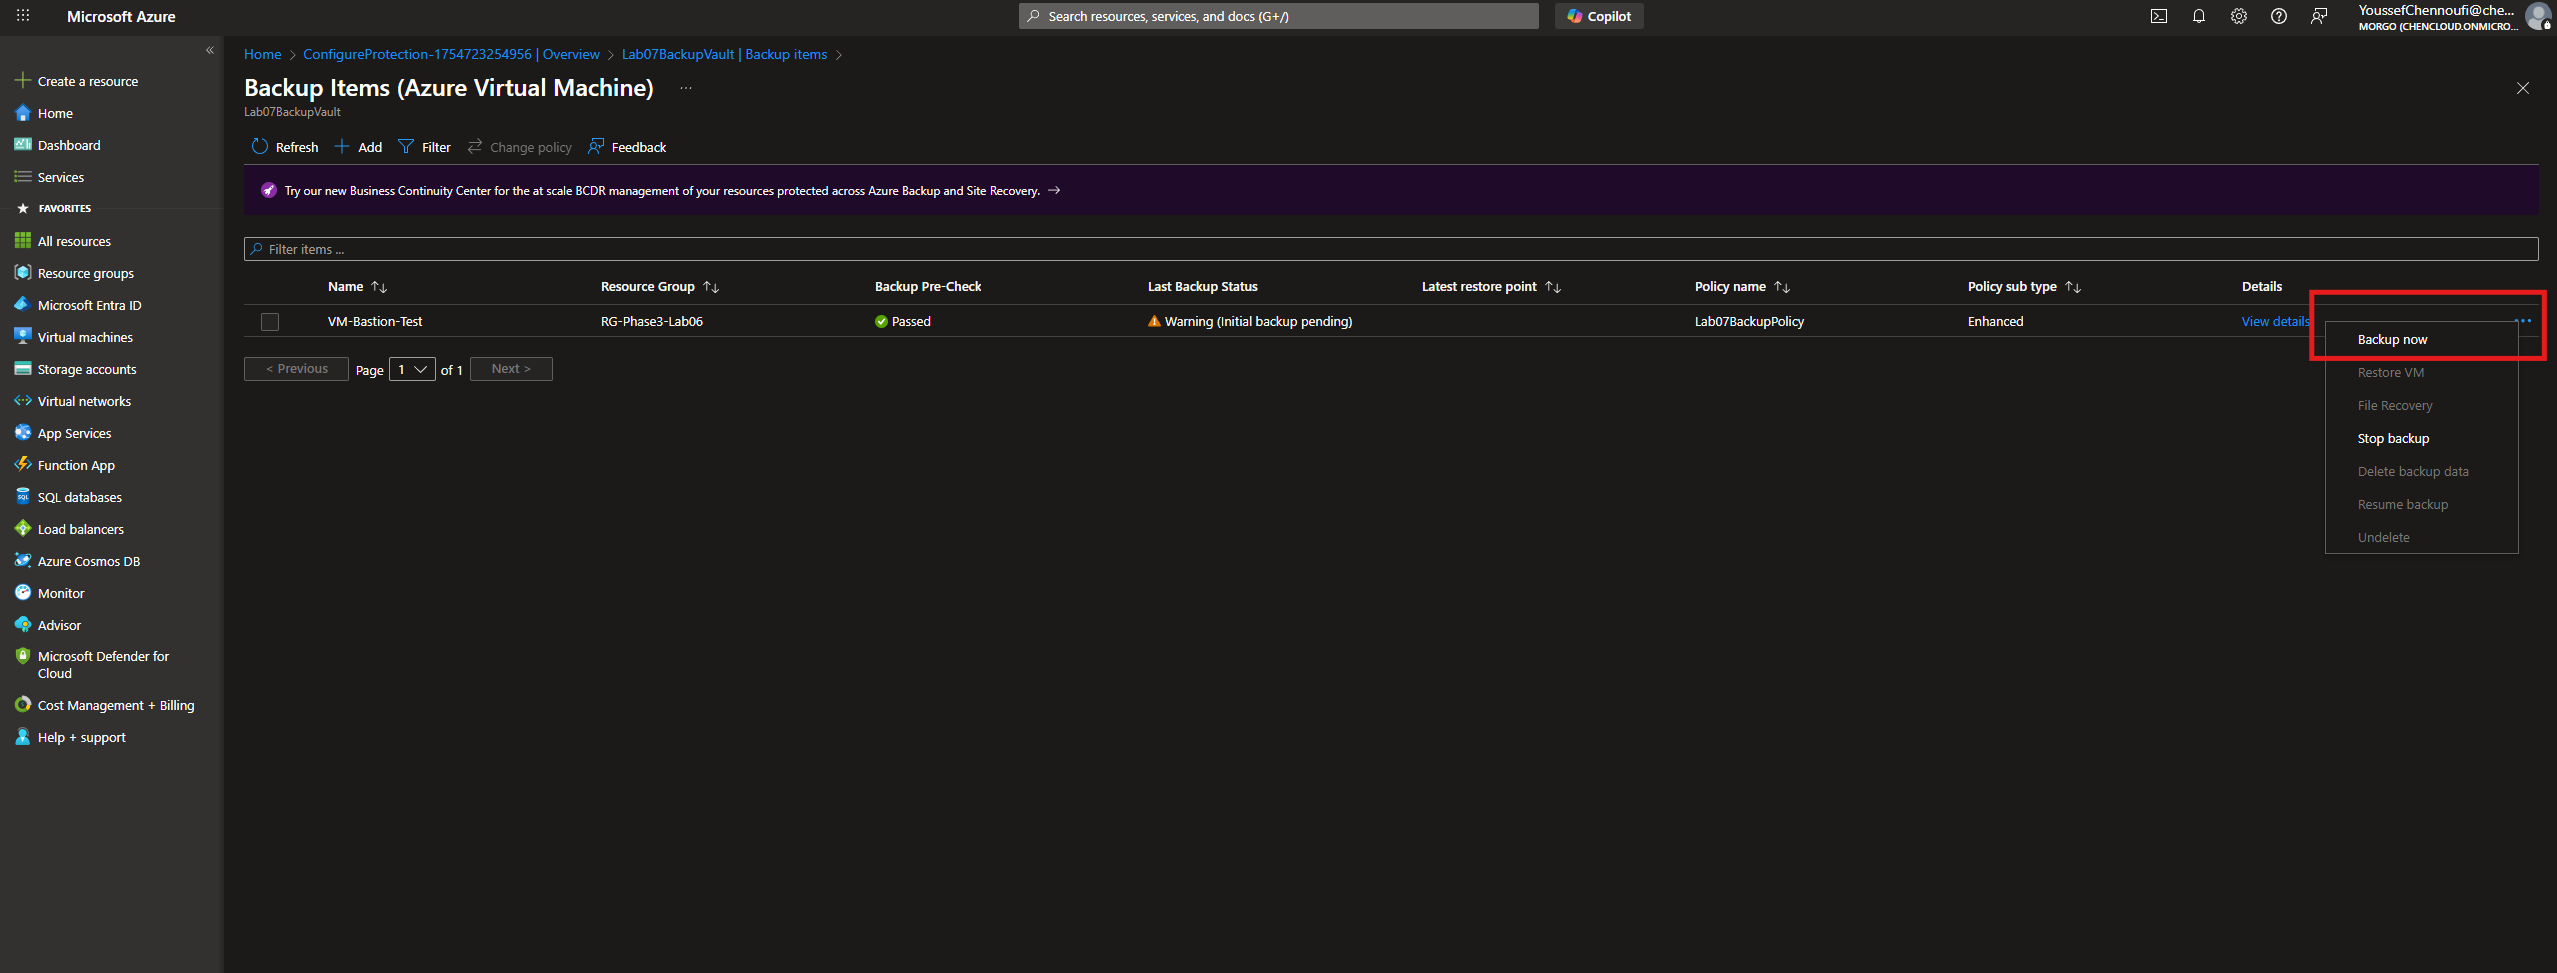 Microsoft Azure
Search resources, services, and docs (G+/)
Copilot
YoussefChennoufi@che...
MORGO (CHENCLOUD.ONMICRO...
«
Create a resource
Home
Dashboard
Services
FAVORITES
All resources
Resource groups
Microsoft Entra ID
Virtual machines
Storage accounts
Virtual networks
App Services
Function App
SQL databases
Load balancers
Azure Cosmos DB
Monitor
Advisor
Microsoft Defender for
Cloud
Cost Management + Billing
Help + support
Home > ConfigureProtection-1754723254956 | Overview > Lab07BackupVault | Backup items >
Backup Items (Azure Virtual Machine) ...
Lab07BackupVault
Refresh Add Filter Change policy Feedback
Try our new Business Continuity Center for the at scale BCDR management of your resources protected across Azure Backup and Site Recovery. →
Filter items ...
Name ↑↓ Resource Group ↑↓ Backup Pre-Check Last Backup Status Latest restore point ↑↓ Policy name ↑↓ Policy sub type ↑↓ Details
VM-Bastion-Test RG-Phase3-Lab06 Passed Warning (Initial backup pending) Lab07BackupPolicy Enhanced View details ...
< Previous Page 1 of 1 Next >
Backup now
Restore VM
File Recovery
Stop backup
Delete backup data
Resume backup
Undelete